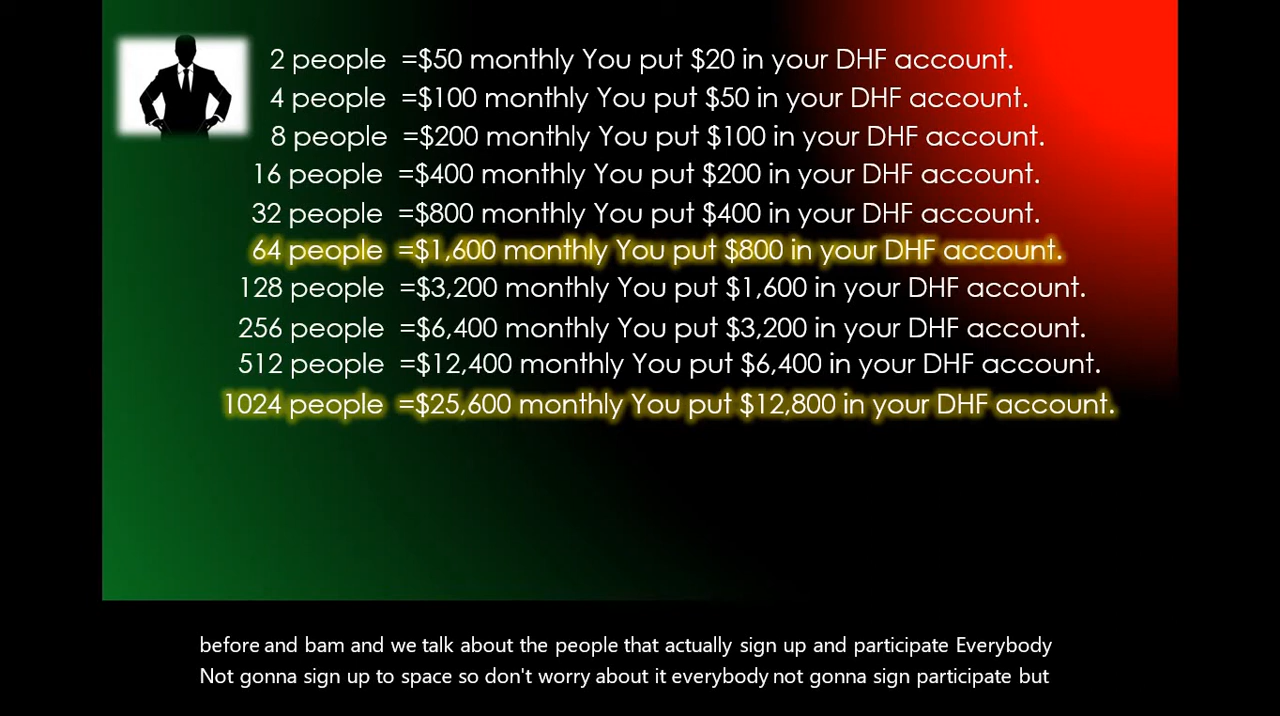 2 people =$50 monthly You put $20 in your DHF account.
4 people =$100 monthly You put $50 in your DHF account.
8 people =$200 monthly You put $100 in your DHF account.
16 people =$400 monthly You put $200 in your DHF account.
32 people =$800 monthly You put $400 in your DHF account.
64 people =$1,600 monthly You put $800 in your DHF account.
128 people =$3,200 monthly You put $1,600 in your DHF account.
256 people =$6,400 monthly You put $3,200 in your DHF account.
512 people =$12,400 monthly You put $6,400 in your DHF account.
1024 people =$25,600 monthly You put $12,800 in your DHF account.
before and bam and we talk about the people that actually sign up and participate Everybody
Not gonna sign up to space so don't worry about it everybody not gonna sign participate but